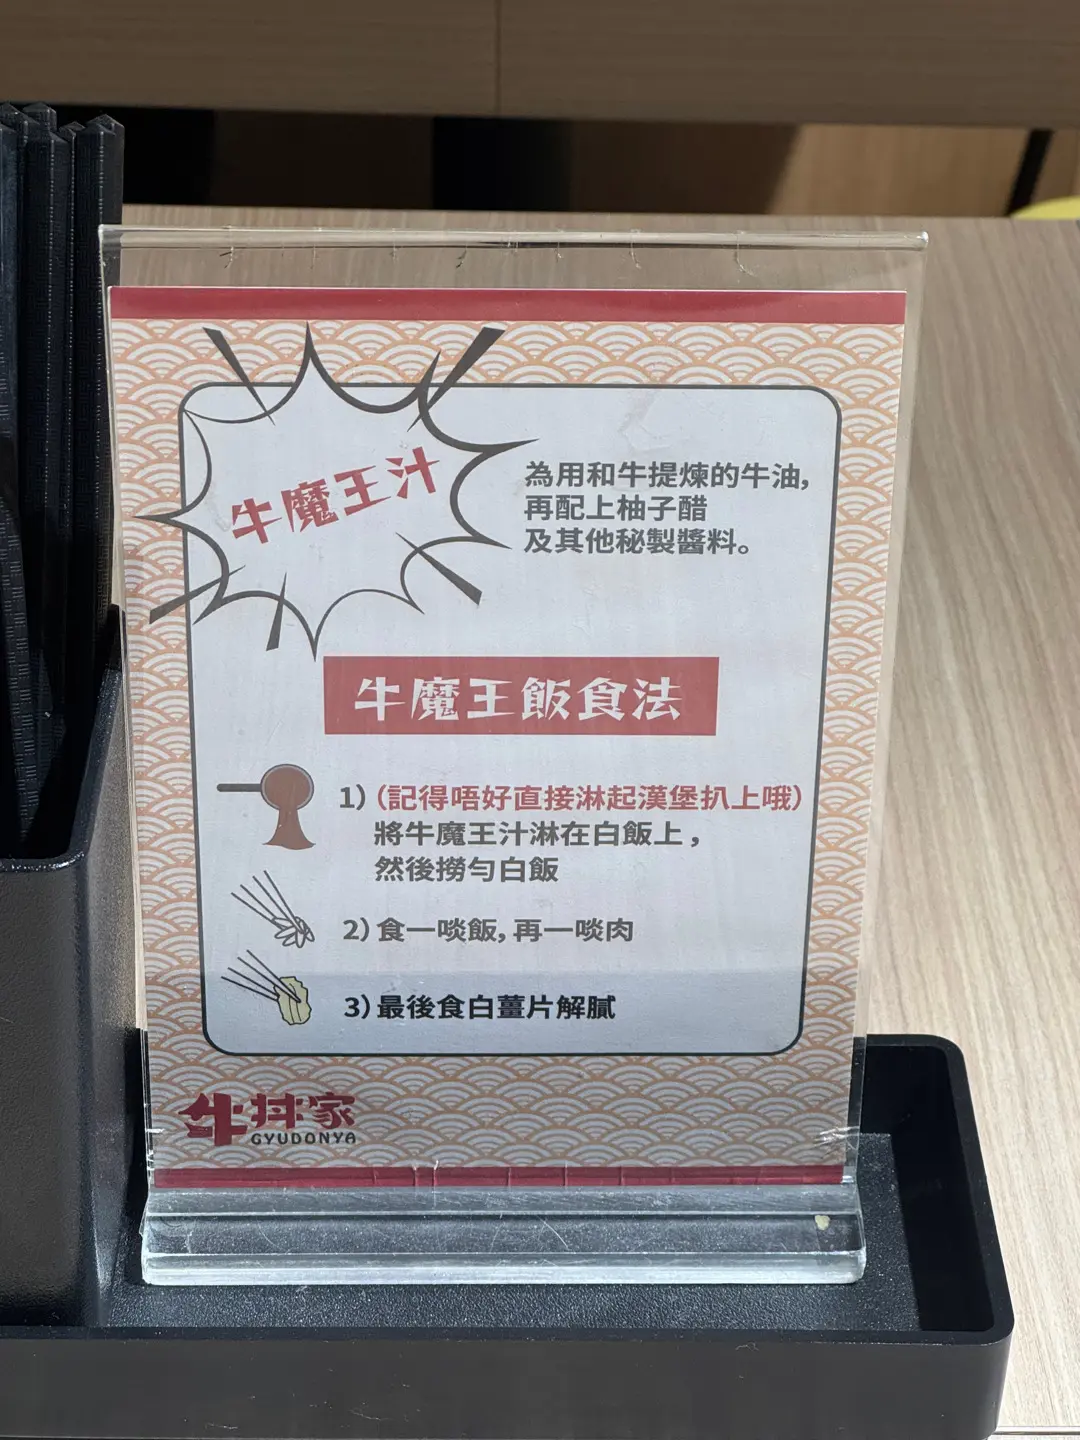 牛魔王汁
為用和牛提煉的牛油,
再配上柚子醋
及其他秘製醬料。
牛魔王飯食法
1)(記得唔好直接淋起漢堡扒上哦)
將牛魔王汁淋在白飯上,
然後撈勻白飯
2)食一啖飯,再一啖肉
3)最後食白薑片解膩
牛丼家
GYUDONYA